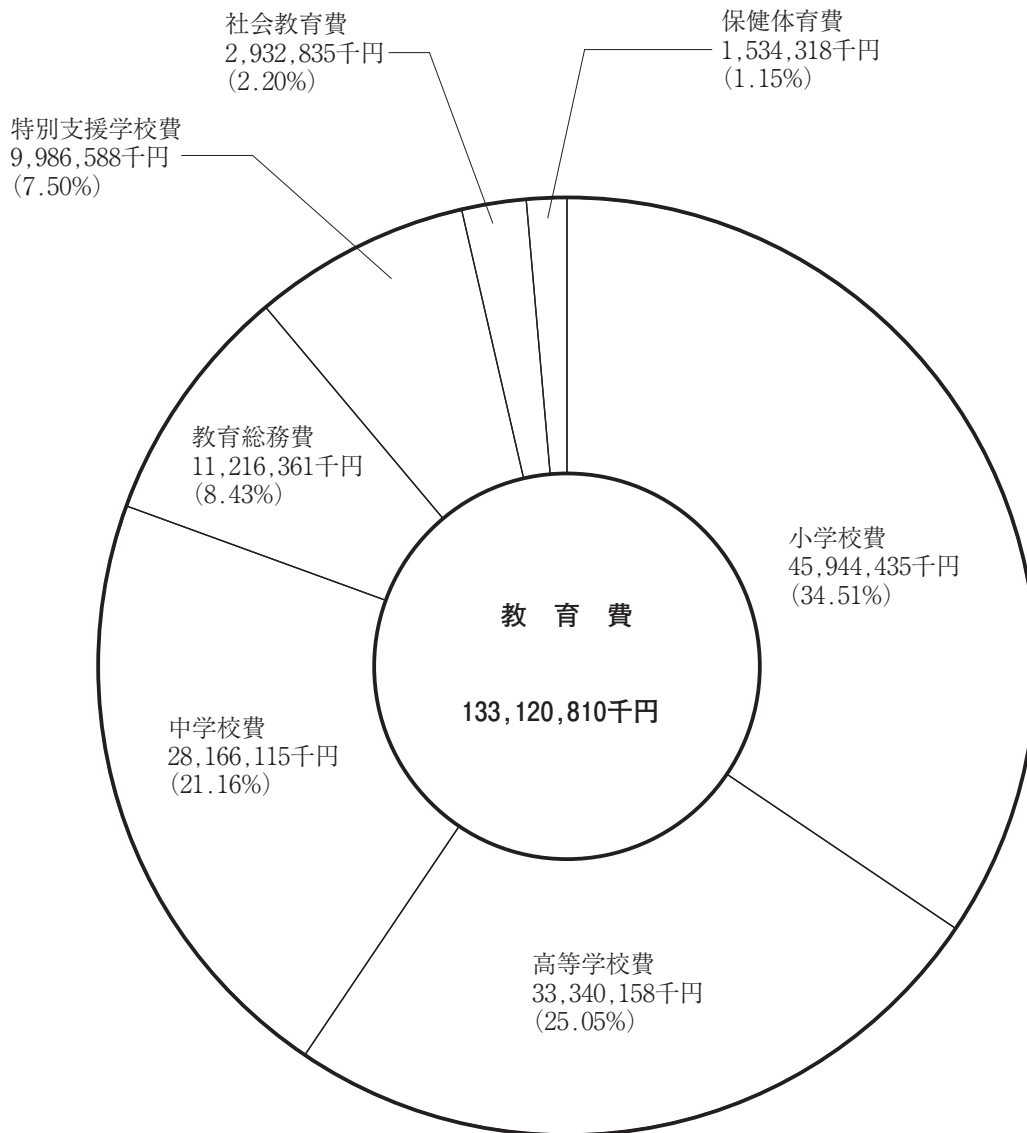 社会教育費
2,932,835千円
(2.20%)
保健体育費
1,534,318千円
(1.15%)
特別支援学校費
9,986,588千円
(7.50%)
教育総務費
11,216,361千円
(8.43%)
小学校費
45,944,435千円
(34.51%)
教 育 費
133,120,810千円
中学校費
28,166,115千円
(21.16%)
高等学校費
33,340,158千円
(25.05%)